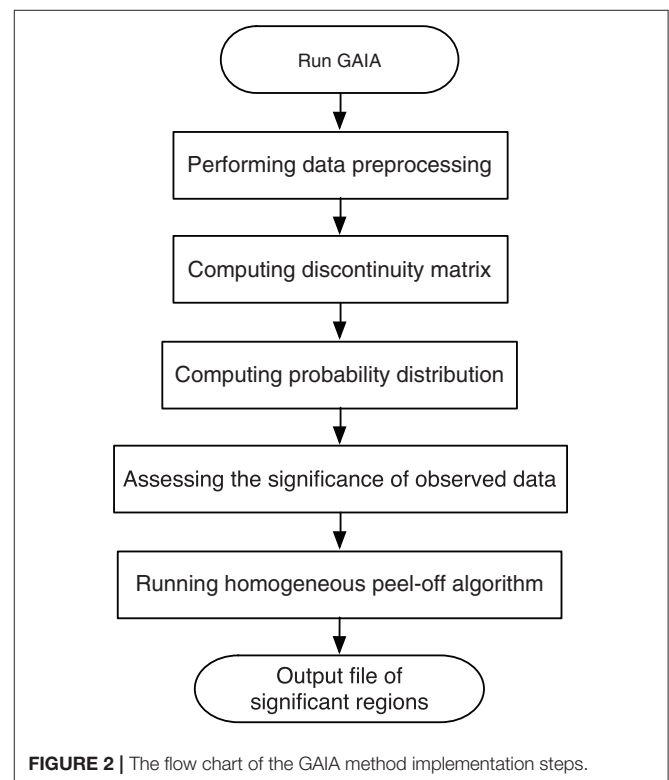 Run GAIA
Performing data preprocessing
Computing discontinuity matrix
Computing probability distribution
Assessing the significance of observed data
Running homogeneous peel-off algorithm
Output file of
significant regions
FIGURE 2 | The flow chart of the GAIA method implementation steps.